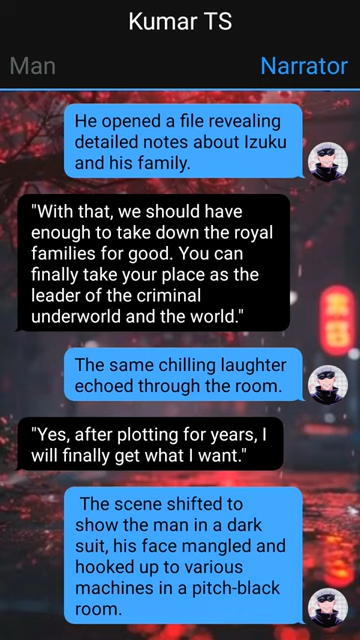 Kumar TS
Man
Narrator
He opened a file revealing
detailed notes about Izuku
and his family.
"With that, we should have
enough to take down the royal
families for good. You can
finally take your place as the
leader of the criminal
underworld and the world."
The same chilling laughter
echoed through the room.
"Yes, after plotting for years, I
will finally get what I want."
The scene shifted to
show the man in a dark
suit, his face mangled and
hooked up to various
machines in a pitch-black
room.